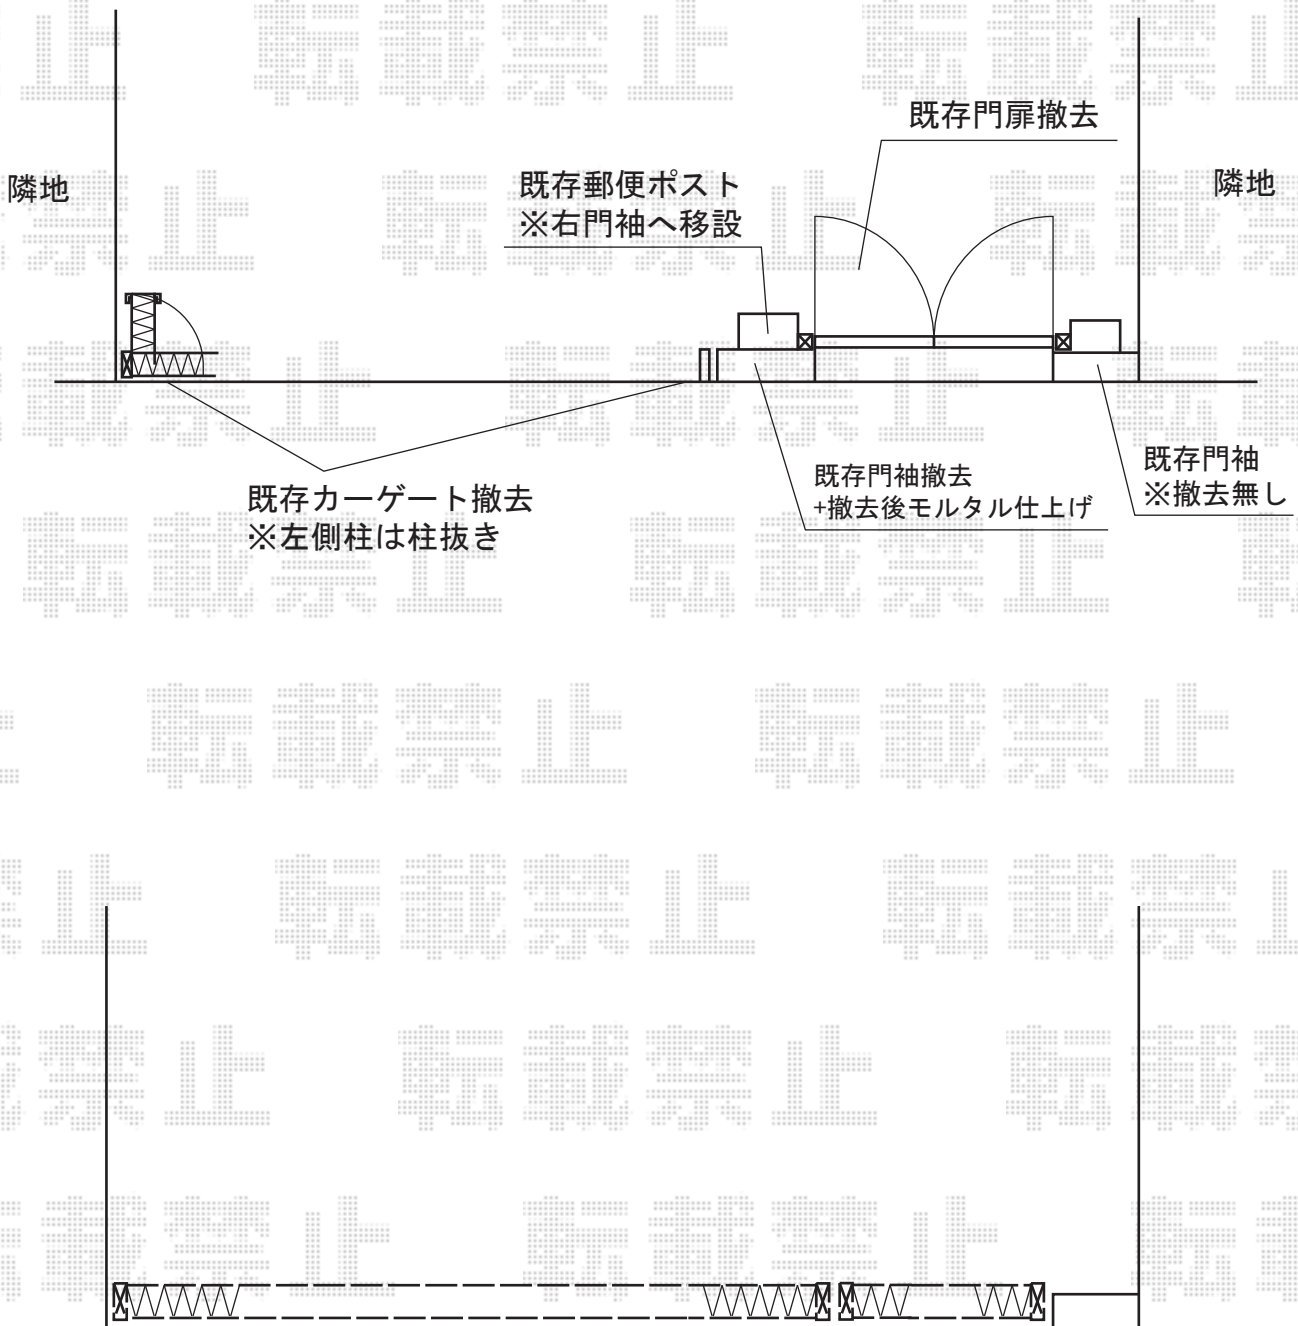 既存門扉撤去
隣地
既存郵便ポスト
※右門袖へ移設
隣地
既存カーゲート撤去
※左側柱は柱抜き
既存門袖撤去
+撤去後モルタル仕上げ
既存門袖
※撤去無し
転載禁止